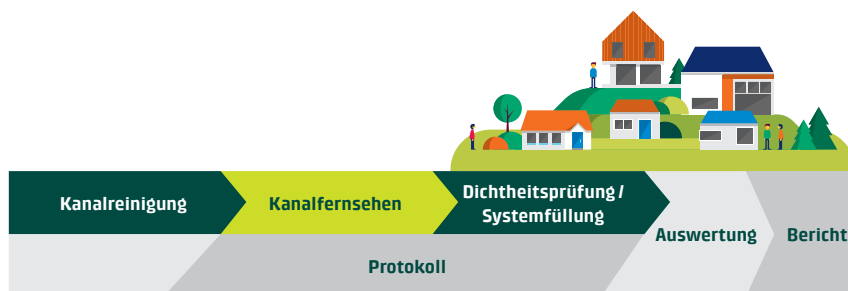 Kanalreinigung
Kanalfernsehen
Dichtheitsprüfung /
Systemfüllung
Auswertung
Bericht
Protokoll